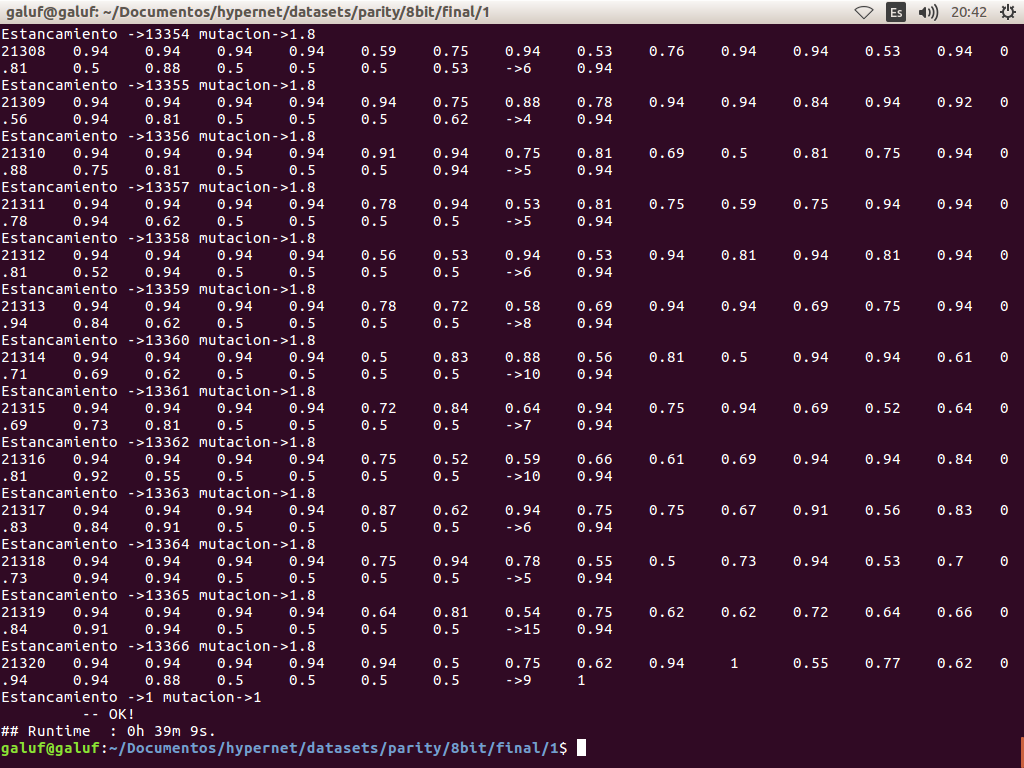 galuf@galuf: ~/Documentos/hypernet/datasets/parity/8bit/final/1 Es 20:42
Estancamiento ->13354 mutacion->1.8
21308 0.94 0.94 0.94 0.94 0.59 0.75 0.94 0.53 0.76 0.94 0.94 0.53 0.94 0
.81 0.5 0.88 0.5 0.5 0.5 0.53 ->6 0.94
Estancamiento ->13355 mutacion->1.8
21309 0.94 0.94 0.94 0.94 0.94 0.75 0.88 0.78 0.94 0.94 0.84 0.94 0.92 0
.56 0.94 0.81 0.5 0.5 0.5 0.62 ->4 0.94
Estancamiento ->13356 mutacion->1.8
21310 0.94 0.94 0.94 0.94 0.91 0.94 0.75 0.81 0.69 0.5 0.81 0.75 0.94 0
.88 0.75 0.81 0.5 0.5 0.5 0.94 ->5 0.94
Estancamiento ->13357 mutacion->1.8
21311 0.94 0.94 0.94 0.94 0.78 0.94 0.53 0.81 0.75 0.59 0.75 0.94 0.94 0
.78 0.94 0.62 0.5 0.5 0.5 0.5 ->5 0.94
Estancamiento ->13358 mutacion->1.8
21312 0.94 0.94 0.94 0.94 0.56 0.53 0.94 0.53 0.94 0.81 0.94 0.81 0.94 0
.81 0.52 0.94 0.5 0.5 0.5 0.5 ->6 0.94
Estancamiento ->13359 mutacion->1.8
21313 0.94 0.94 0.94 0.94 0.78 0.72 0.58 0.69 0.94 0.94 0.69 0.75 0.94 0
.94 0.84 0.62 0.5 0.5 0.5 0.5 ->8 0.94
Estancamiento ->13360 mutacion->1.8
21314 0.94 0.94 0.94 0.94 0.5 0.83 0.88 0.56 0.81 0.5 0.94 0.94 0.61 0
.71 0.69 0.62 0.5 0.5 0.5 0.5 ->10 0.94
Estancamiento ->13361 mutacion->1.8
21315 0.94 0.94 0.94 0.94 0.72 0.84 0.64 0.94 0.75 0.94 0.69 0.52 0.64 0
.69 0.73 0.81 0.5 0.5 0.5 0.5 ->7 0.94
Estancamiento ->13362 mutacion->1.8
21316 0.94 0.94 0.94 0.94 0.75 0.52 0.59 0.66 0.61 0.69 0.94 0.94 0.84 0
.81 0.92 0.55 0.5 0.5 0.5 0.5 ->10 0.94
Estancamiento ->13363 mutacion->1.8
21317 0.94 0.94 0.94 0.94 0.87 0.62 0.94 0.75 0.75 0.67 0.91 0.56 0.83 0
.83 0.84 0.91 0.5 0.5 0.5 0.5 ->6 0.94
Estancamiento ->13364 mutacion->1.8
21318 0.94 0.94 0.94 0.94 0.75 0.94 0.78 0.55 0.5 0.73 0.94 0.53 0.7 0
.73 0.94 0.94 0.5 0.5 0.5 0.5 ->5 0.94
Estancamiento ->13365 mutacion->1.8
21319 0.94 0.94 0.94 0.94 0.64 0.81 0.54 0.75 0.62 0.62 0.72 0.64 0.66 0
.84 0.91 0.94 0.5 0.5 0.5 0.5 ->15 0.94
Estancamiento ->13366 mutacion->1.8
21320 0.94 0.94 0.94 0.94 0.94 0.5 0.75 0.62 0.94 1 0.55 0.77 0.62 0
.94 0.94 0.88 0.5 0.5 0.5 0.5 ->9 1
Estancamiento ->1 mutacion->1
-- OK!
## Runtime : 0h 39m 9s.
galuf@galuf:~/Documentos/hypernet/datasets/parity/8bit/final/1$